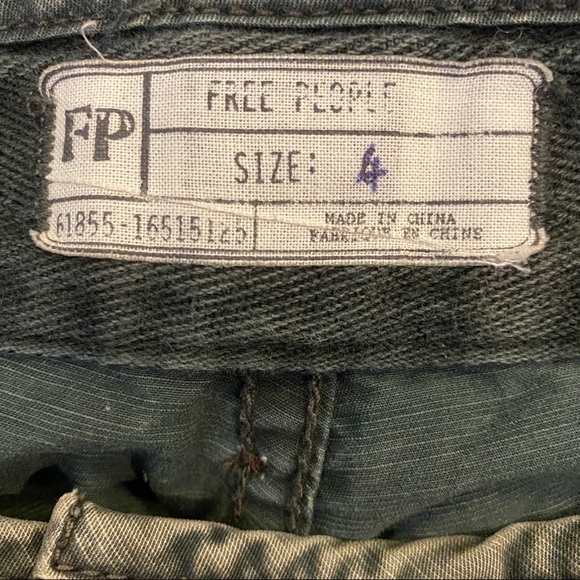 FP
FREE PEOPLE
SIZE: 4
61855-16515125
MADE IN CHINA
FABRIQUE EN CHINE